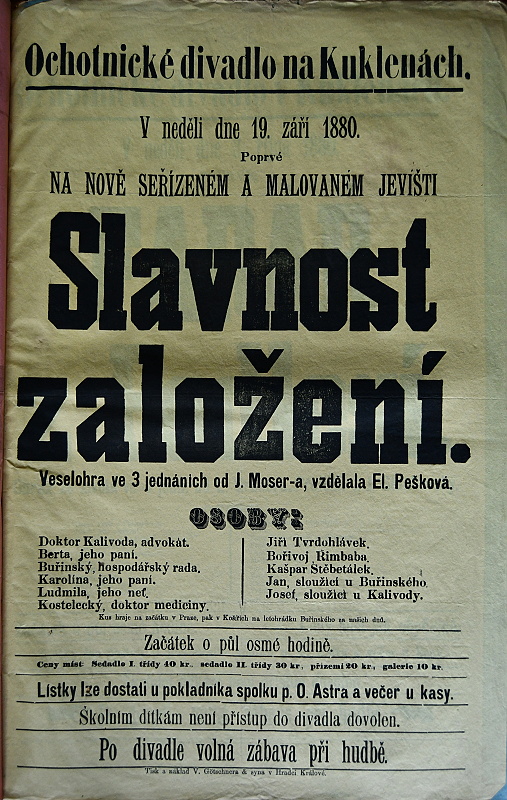 Ochotnické divadlo na Kuklenách.
V neděli dne 19. září 1880.
Poprvé
NA NOVĚ SEŘÍZENÉM A MALOVANÉM JEVIŠTI
Slavnost
založení.
Veselohra ve 3 jednáních od J. Moser-a, vzdělala El. Pešková.
OSOBY:
Doktor Kalivoda, advokát.
Berta, jeho paní.
Buřinský, hospodářský rada.
Karolina, jeho paní.
Ludmila, jeho neť.
Kostelecký, doktor mediciny.
Jiří Tvrdohlávek.
Bořivoj Rimbaba.
Kašpar Štěbetálek.
Jan, sloužící u Buřinského.
Josef, sloužící u Kalivody.
Kus hraje na začátku v Praze, pak v Košířích na letohrádku Buřinského za našich dnů.
Začátek o půl osmé hodině.
Ceny míst: Sedadlo I. třídy 40 kr., sedadlo II. třídy 30 kr., přízemí 20 kr., galerie 10 kr.
Lístky lze dostati u pokladníka spolku p. O. Astra a večer u kasy.
Školním dítkám není přístup do divadla dovolen.
Po divadle volná zábava při hudbě.
Tisk a náklad V. Götschnera & syna v Hradci Králové.